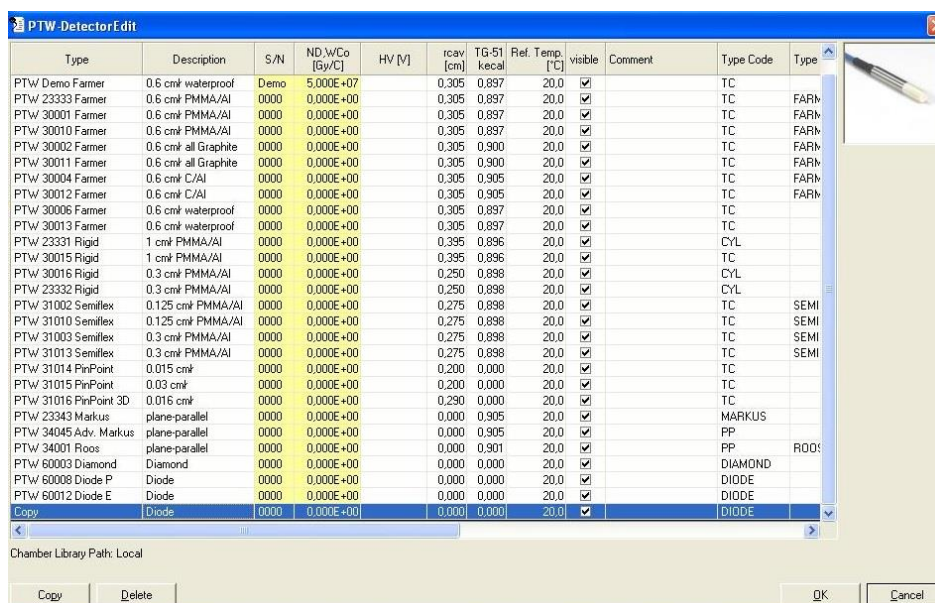 PTW-DetectorEdit
Type Description S/N ND,WCo [Gy/C] HV [V] rcav [cm] TG-51 kecal Ref. Temp. [°C] visible Comment Type Code Type
PTW Demo Farmer 0.6 cmł waterproof Demo 5,000E+07 0,305 0,897 20,0 TC
PTW 23333 Farmer 0.6 cmł PMMA/Al 0000 0,000E+00 0,305 0,897 20,0 TC FARM
PTW 30001 Farmer 0.6 cmł PMMA/Al 0000 0,000E+00 0,305 0,897 20,0 TC FARM
PTW 30010 Farmer 0.6 cmł PMMA/Al 0000 0,000E+00 0,305 0,897 20,0 TC FARM
PTW 30002 Farmer 0.6 cmł all Graphite 0000 0,000E+00 0,305 0,900 20,0 TC FARM
PTW 30011 Farmer 0.6 cmł all Graphite 0000 0,000E+00 0,305 0,900 20,0 TC FARM
PTW 30004 Farmer 0.6 cmł C/Al 0000 0,000E+00 0,305 0,905 20,0 TC FARM
PTW 30012 Farmer 0.6 cmł C/Al 0000 0,000E+00 0,305 0,905 20,0 TC FARM
PTW 30006 Farmer 0.6 cmł waterproof 0000 0,000E+00 0,305 0,897 20,0 TC
PTW 30013 Farmer 0.6 cmł waterproof 0000 0,000E+00 0,305 0,897 20,0 TC
PTW 23331 Rigid 1 cmł PMMA/Al 0000 0,000E+00 0,395 0,896 20,0 CYL
PTW 30015 Rigid 1 cmł PMMA/Al 0000 0,000E+00 0,395 0,896 20,0 TC
PTW 30016 Rigid 0.3 cmł PMMA/Al 0000 0,000E+00 0,250 0,898 20,0 CYL
PTW 23332 Rigid 0.3 cmł PMMA/Al 0000 0,000E+00 0,250 0,898 20,0 CYL
PTW 31002 Semiflex 0.125 cmł PMMA/Al 0000 0,000E+00 0,275 0,898 20,0 TC SEMI
PTW 31010 Semiflex 0.125 cmł PMMA/Al 0000 0,000E+00 0,275 0,898 20,0 TC SEMI
PTW 31003 Semiflex 0.3 cmł PMMA/Al 0000 0,000E+00 0,275 0,898 20,0 TC SEMI
PTW 31013 Semiflex 0.3 cmł PMMA/Al 0000 0,000E+00 0,275 0,898 20,0 TC SEMI
PTW 31014 PinPoint 0.015 cmł 0000 0,000E+00 0,200 0,000 20,0 TC
PTW 31015 PinPoint 0.03 cmł 0000 0,000E+00 0,200 0,000 20,0 TC
PTW 31016 PinPoint 3D 0.016 cmł 0000 0,000E+00 0,290 0,000 20,0 TC
PTW 23343 Markus plane-parallel 0000 0,000E+00 0,000 0,905 20,0 MARKUS
PTW 34045 Adv. Markus plane-parallel 0000 0,000E+00 0,000 0,905 20,0 PP
PTW 34001 Roos plane-parallel 0000 0,000E+00 0,000 0,901 20,0 PP ROOS
PTW 60003 Diamond Diamond 0000 0,000E+00 0,000 0,000 20,0 DIAMOND
PTW 60008 Diode P Diode 0000 0,000E+00 0,000 0,000 20,0 DIODE
PTW 60012 Diode E Diode 0000 0,000E+00 0,000 0,000 20,0 DIODE
Copy Diode 0000 0,000E+00 0,000 0,000 20,0 DIODE
Chamber Library Path: Local
Copy Delete OK Cancel